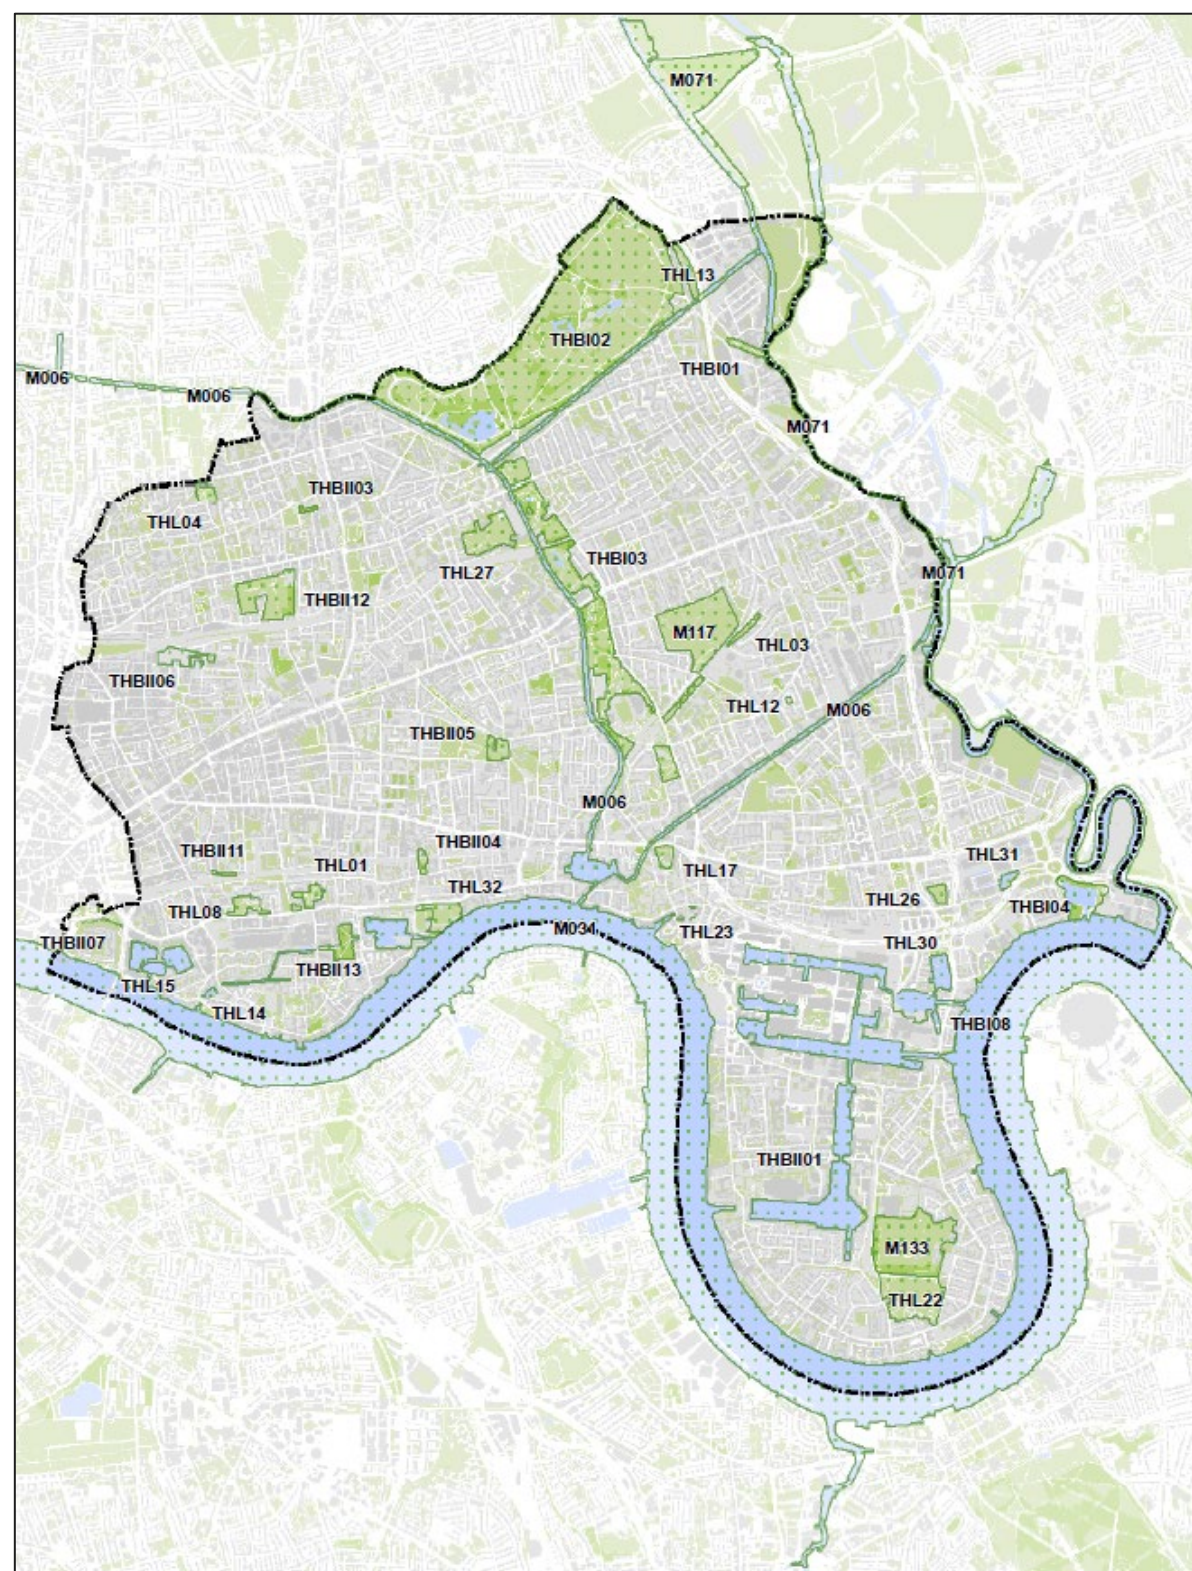 M071
THL13
THBI02
THBI01
M006
M006
M071
THBII03
THL04
THBI03
THL27
M071
THBII12
M117
THL03
THBII06
THL12
M006
THBII05
M006
THBII04
THBII11
THL01
THL31
THL17
THL32
THL26
THBI04
THL08
M031
THL23
THBII07
THL30
THBII13
THL15
THL14
THBI08
THBII01
M133
THL22